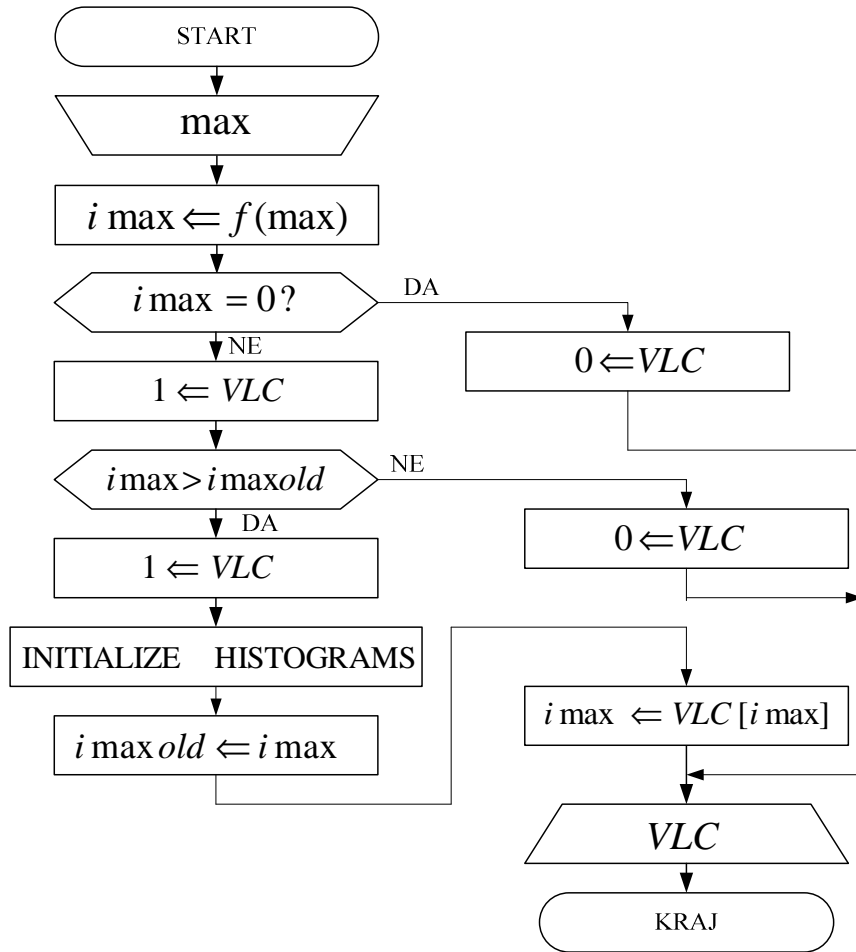 START
max
i max ⇐ f(max)
i max = 0 ?
DA
NE
0 ⇐ VLC
1 ⇐ VLC
i max > i max old
NE
DA
0 ⇐ VLC
1 ⇐ VLC
INITIALIZE HISTOGRAMS
i max old ⇐ i max
i max ⇐ VLC [i max]
VLC
KRAJ